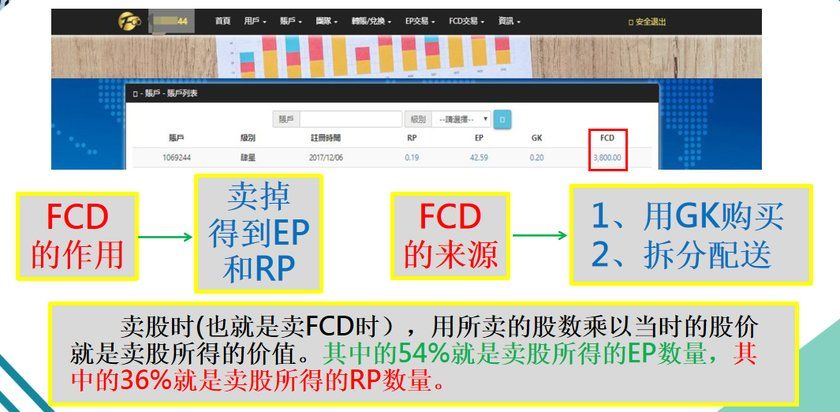 44 首頁 用戶 賬戶 團隊 轉賬/兌換 EP交易 FCD交易 資訊 安全退出
- 賬戶 - 賬戶列表
賬戶 級別 --請選擇--
賬戶 級別 註冊時間 RP EP GK FCD
1069244 肆星 2017/12/06 0.19 42.59 0.20 3,800.00
FCD
的作用
卖掉
得到EP
和RP
FCD
的来源
1、用GK购买
2、拆分配送
卖股时(也就是卖FCD时），用所卖的股数乘以当时的股价
就是卖股所得的价值。其中的54%就是卖股所得的EP数量，其
中的36%就是卖股所得的RP数量。